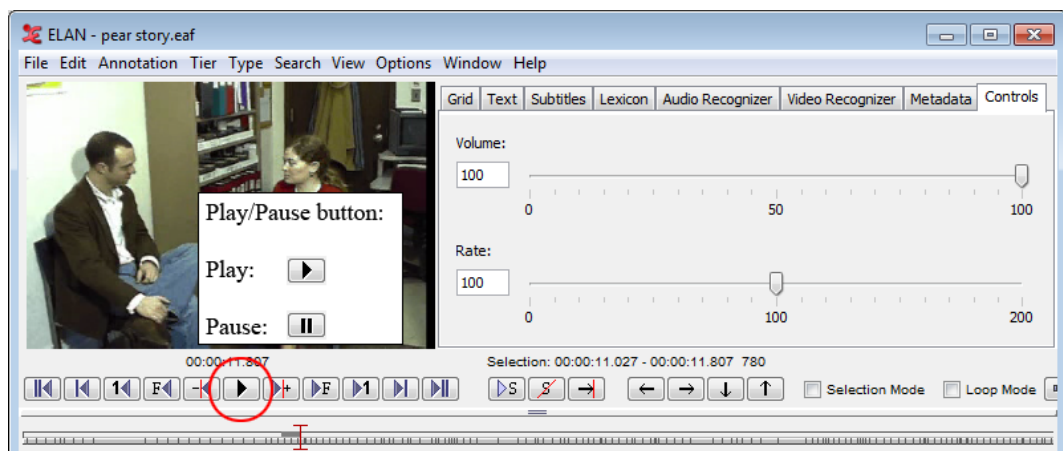 ELAN - pear story.eaf
File Edit Annotation Tier Type Search View Options Window Help
Grid Text Subtitles Lexicon Audio Recognizer Video Recognizer Metadata Controls
Volume:
100
0 50 100
Rate:
100
0 100 200
Play/Pause button:
Play:
Pause:
00:00:11.807
Selection: 00:00:11.027 - 00:00:11.807 780
1 F - + F 1 S S Selection Mode Loop Mode